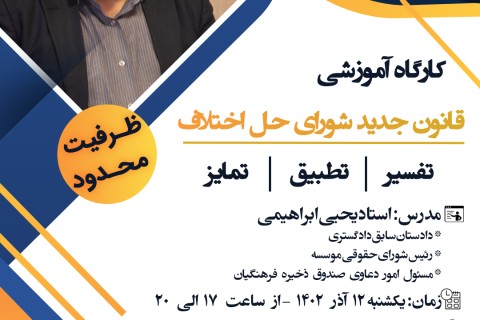 کارگاه آموزشی
قانون جدید شورای حل اختلاف
ظرفیت
محدود
تفسیر | تطبیق | تمایز
مدرس: استاد یحیی ابراهیمی
* دادستان سابق دادگستری
* رئیس شورای حقوقی موسسه
* مسئول امور دعاوی صندوق ذخیره فرهنگیان
زمان: یکشنبه ۱۲ آذر ۱۴۰۲ - از ساعت ۱۷ الی ۲۰